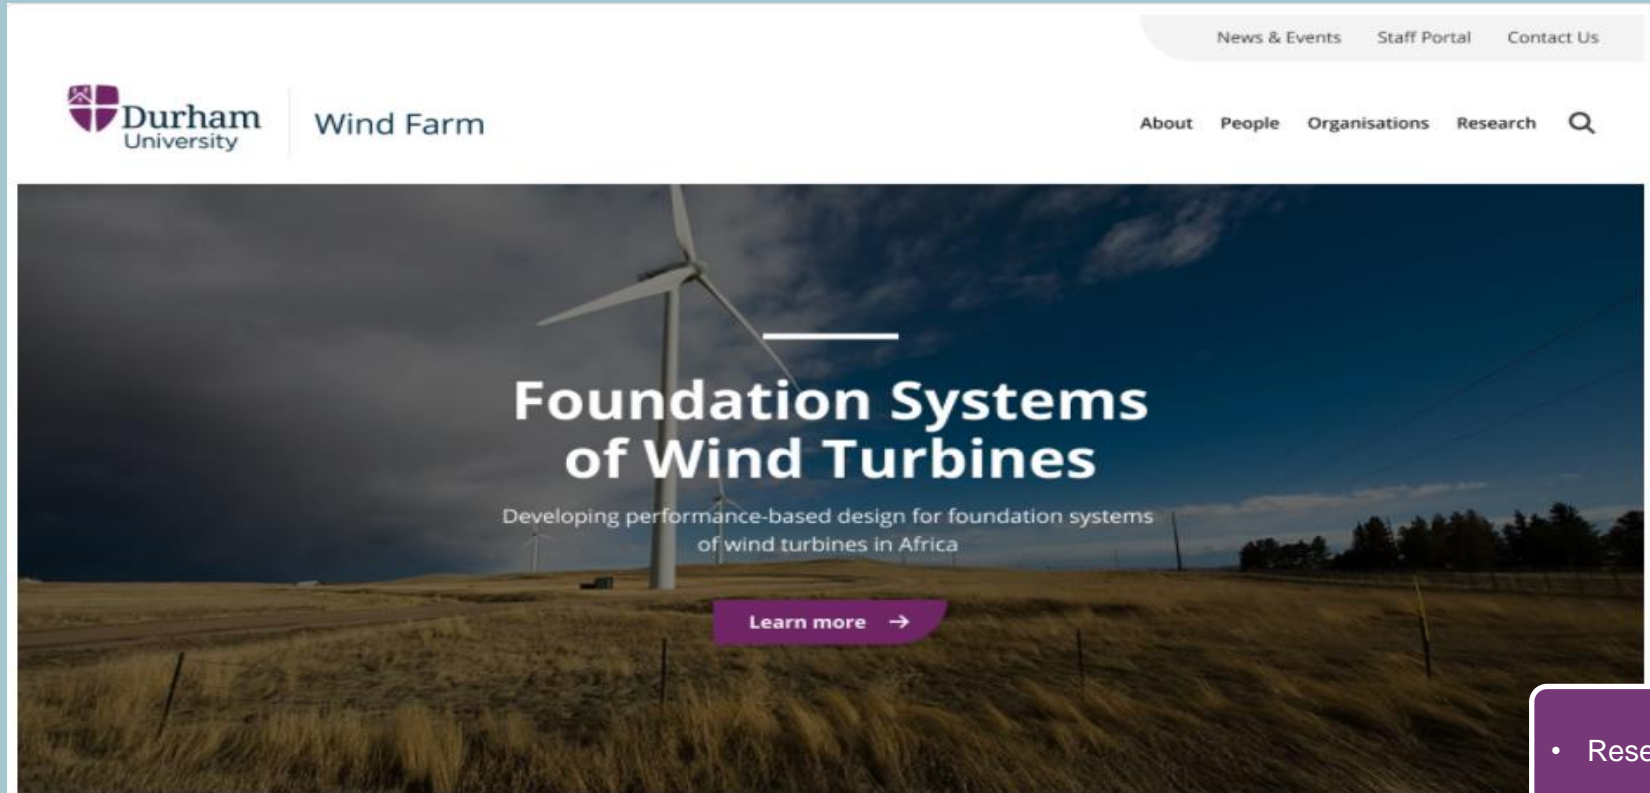 News & Events Staff Portal Contact Us
Durham
University
Wind Farm
About People Organisations Research
Foundation Systems
of Wind Turbines
Developing performance-based design for foundation systems
of wind turbines in Africa
Learn more →